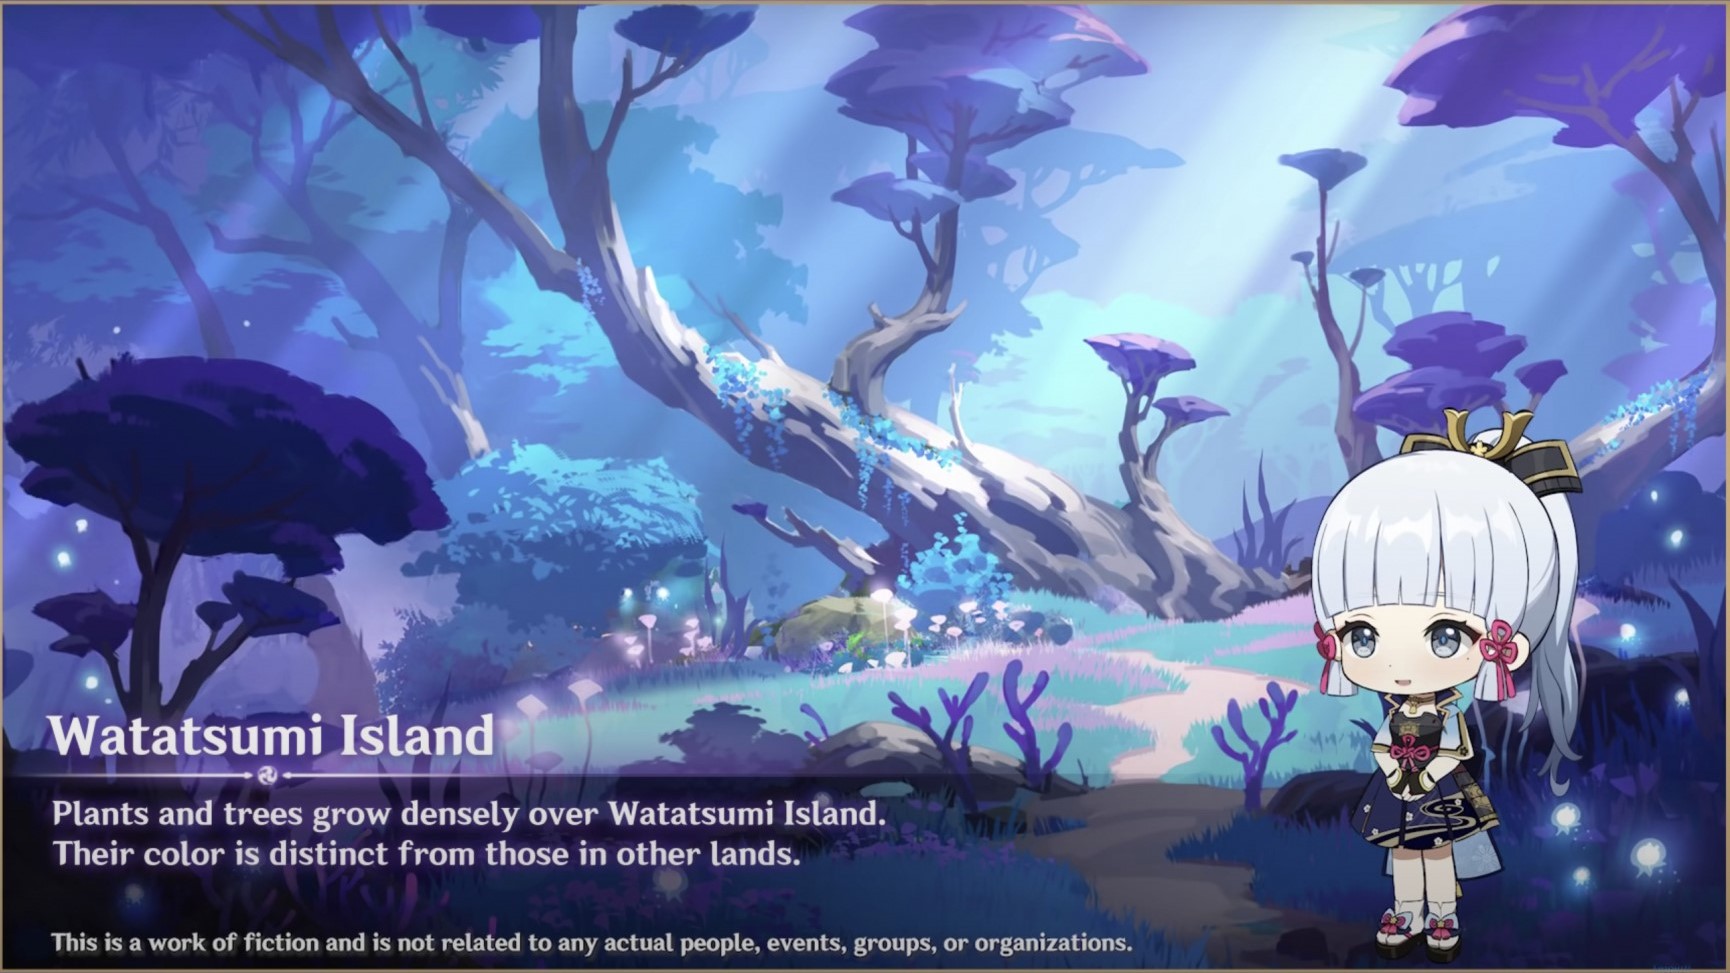 Watatsumi Island
Plants and trees grow densely over Watatsumi Island.
Their color is distinct from those in other lands.
This is a work of fiction and is not related to any actual people, events, groups, or organizations.